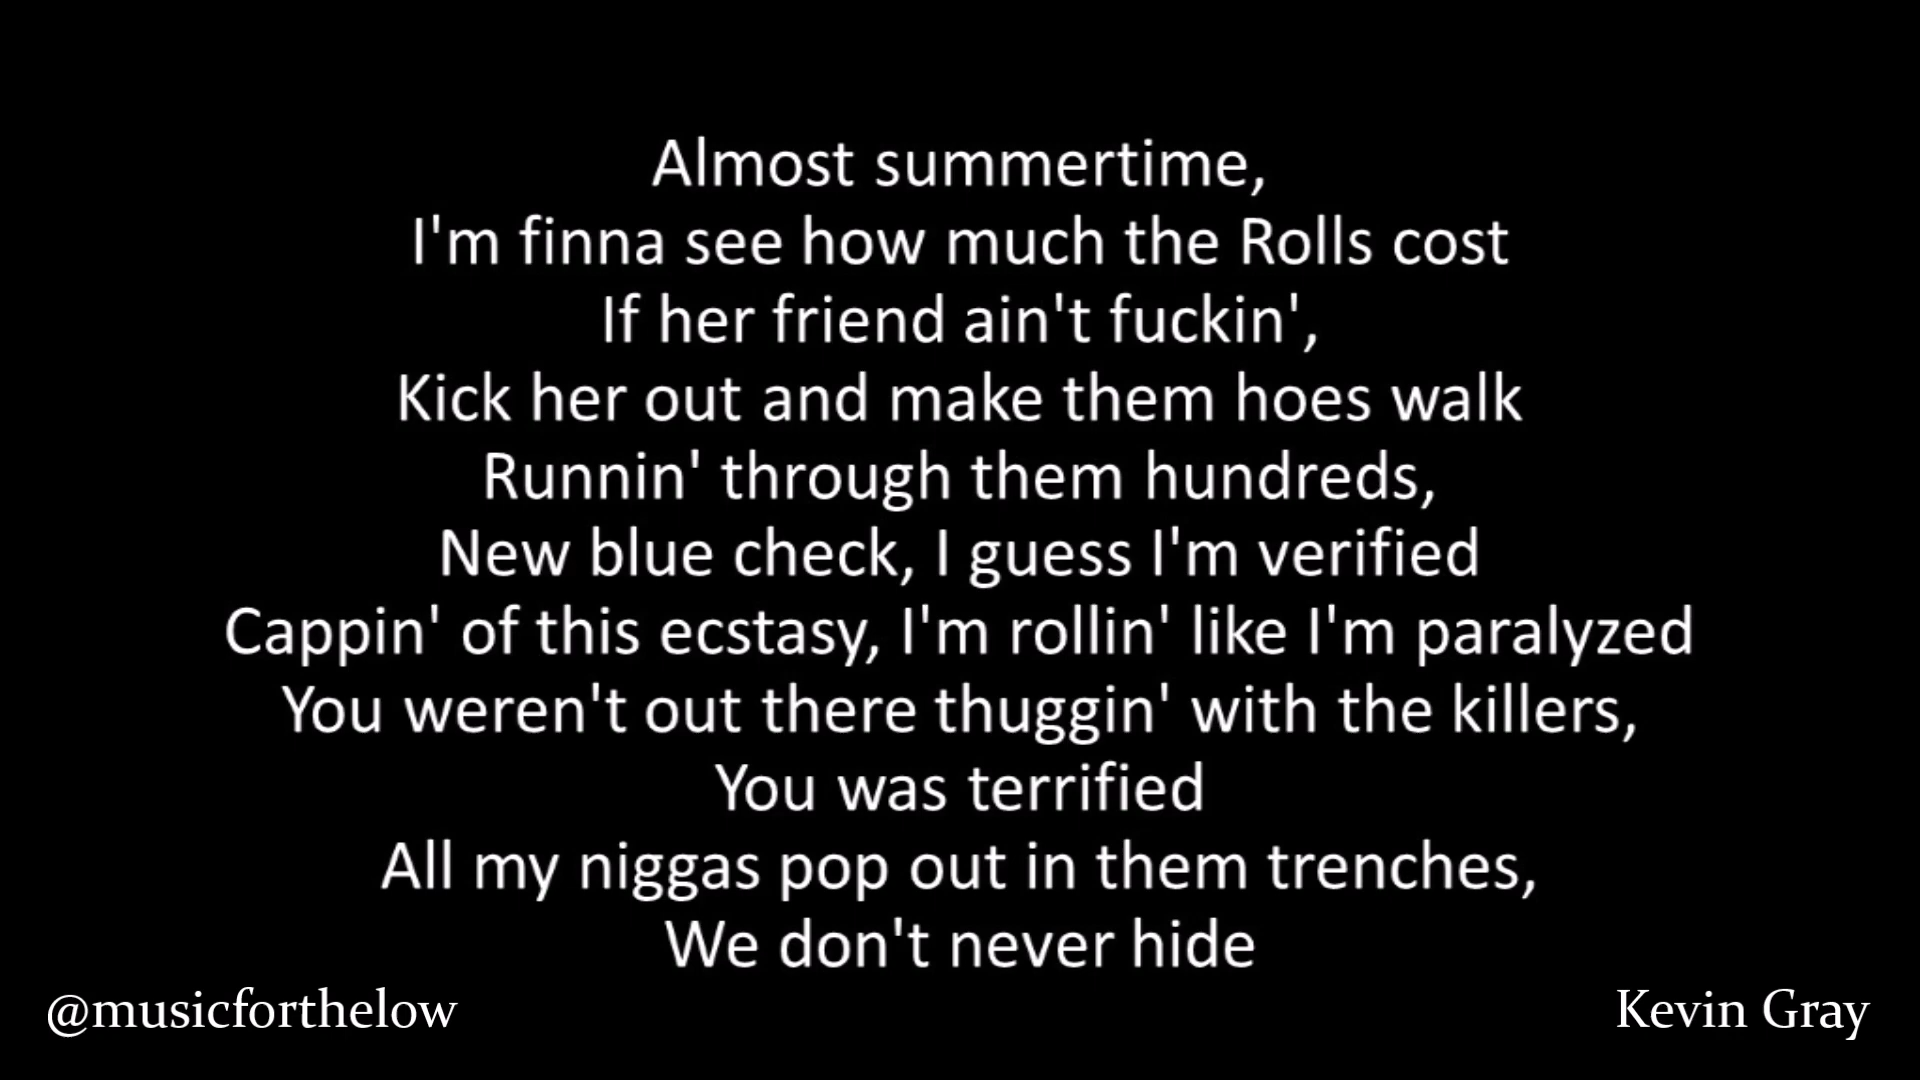 Almost summertime,
I'm finna see how much the Rolls cost
If her friend ain't fuckin',
Kick her out and make them hoes walk
Runnin' through them hundreds,
New blue check, I guess I'm verified
Cappin' of this ecstasy, I'm rollin' like I'm paralyzed
You weren't out there thuggin' with the killers,
You was terrified
All my niggas pop out in them trenches,
We don't never hide
@musicforthelow
Kevin Gray